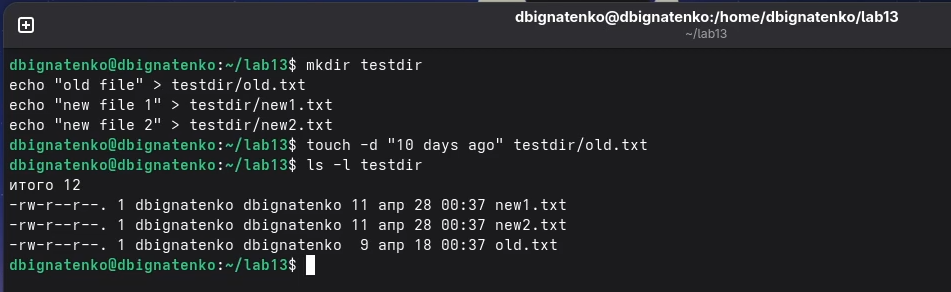 dbignatenko@dbignatenko:/home/dbignatenko/lab13
~/lab13
dbignatenko@dbignatenko:~/lab13$ mkdir testdir
echo "old file" > testdir/old.txt
echo "new file 1" > testdir/new1.txt
echo "new file 2" > testdir/new2.txt
dbignatenko@dbignatenko:~/lab13$ touch -d "10 days ago" testdir/old.txt
dbignatenko@dbignatenko:~/lab13$ ls -l testdir
итого 12
-rw-r--r--. 1 dbignatenko dbignatenko 11 апр 28 00:37 new1.txt
-rw-r--r--. 1 dbignatenko dbignatenko 11 апр 28 00:37 new2.txt
-rw-r--r--. 1 dbignatenko dbignatenko  9 апр 18 00:37 old.txt
dbignatenko@dbignatenko:~/lab13$